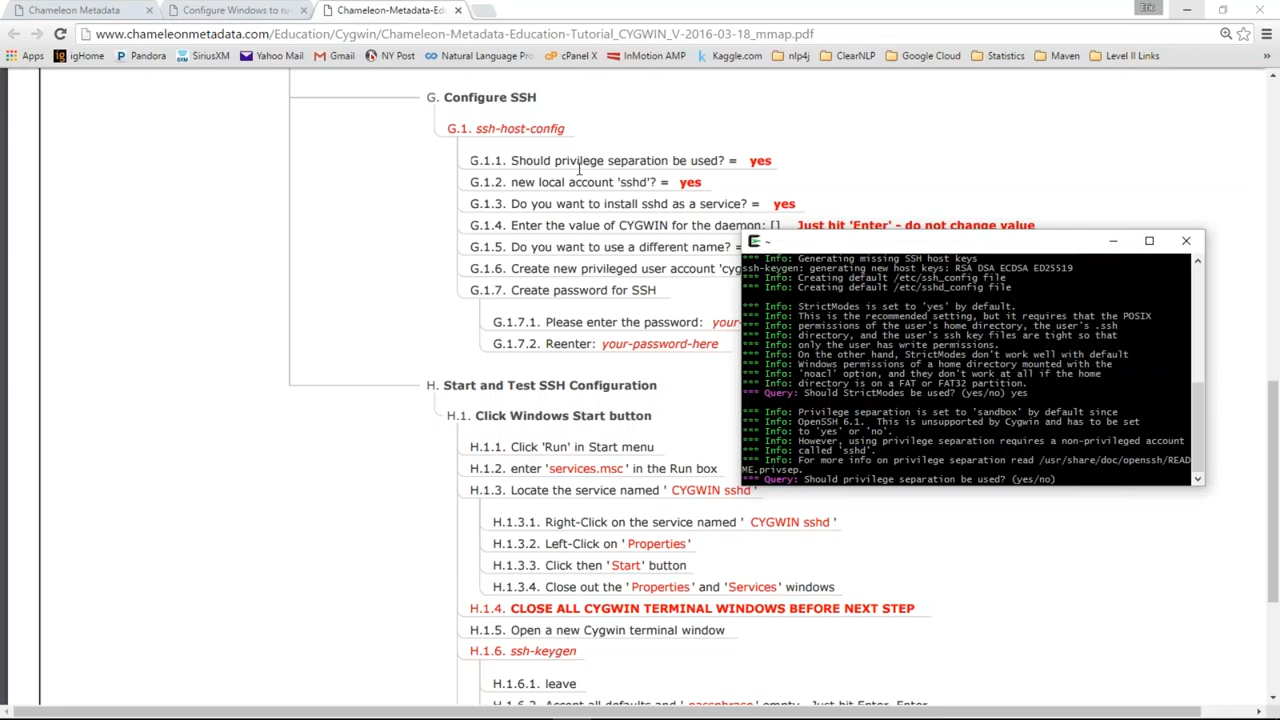 Chameleon Metadata
Configure Windows to ru
Chameleon-Metadata-Ed
Eric
www.chameleonmetadata.com/Education/Cygwin/Chameleon-Metadata-Education-Tutorial_CYGWIN_V-2016-03-18_mmap.pdf
Apps
igHome
Pandora
SiriusXM
Yahoo Mail
Gmail
NY Post
Natural Language Pro
cPanel X
InMotion AMP
Kaggle.com
nlp4j
ClearNLP
Google Cloud
Statistics
Maven
Level II Links
G. Configure SSH
G.1. ssh-host-config
G.1.1. Should privilege separation be used? = yes
G.1.2. new local account 'sshd'? = yes
G.1.3. Do you want to install sshd as a service? = yes
G.1.4. Enter the value of CYGWIN for the daemon: [] Just hit 'Enter' - do not change value
G.1.5. Do you want to use a different name? =
G.1.6. Create new privileged user account 'cyg
G.1.7. Create password for SSH
G.1.7.1. Please enter the password: your-
G.1.7.2. Reenter: your-password-here
~
*** Info: Generating missing SSH host keys
ssh-keygen: generating new host keys: RSA DSA ECDSA ED25519
*** Info: Creating default /etc/ssh_config file
*** Info: Creating default /etc/sshd_config file
*** Info: StrictModes is set to 'yes' by default.
*** Info: This is the recommended setting, but it requires that the POSIX
*** Info: permissions of the user's home directory, the user's .ssh
*** Info: directory, and the user's ssh key files are tight so that
*** Info: only the user has write permissions.
*** Info: On the other hand, StrictModes don't work well with default
*** Info: Windows permissions of a home directory mounted with the
*** Info: 'noacl' option, and they don't work at all if the home
*** Info: directory is on a FAT or FAT32 partition.
*** Query: Should StrictModes be used? (yes/no) yes
*** Info: Privilege separation is set to 'sandbox' by default since
*** Info: OpenSSH 6.1. This is unsupported by Cygwin and has to be set
*** Info: to 'yes' or 'no'.
*** Info: However, using privilege separation requires a non-privileged account
*** Info: called 'sshd'.
*** Info: For more info on privilege separation read /usr/share/doc/openssh/READ
ME.privsep.
*** Query: Should privilege separation be used? (yes/no)
H. Start and Test SSH Configuration
H.1. Click Windows Start button
H.1.1. Click 'Run' in Start menu
H.1.2. enter 'services.msc' in the Run box
H.1.3. Locate the service named ' CYGWIN sshd '
H.1.3.1. Right-Click on the service named ' CYGWIN sshd '
H.1.3.2. Left-Click on ' Properties '
H.1.3.3. Click then 'Start' button
H.1.3.4. Close out the ' Properties' and 'Services' windows
H.1.4. CLOSE ALL CYGWIN TERMINAL WINDOWS BEFORE NEXT STEP
H.1.5. Open a new Cygwin terminal window
H.1.6. ssh-keygen
H.1.6.1. leave
H.1.6.2. Accept all defaults and ' passphrase' empty. Just hit Enter, Enter